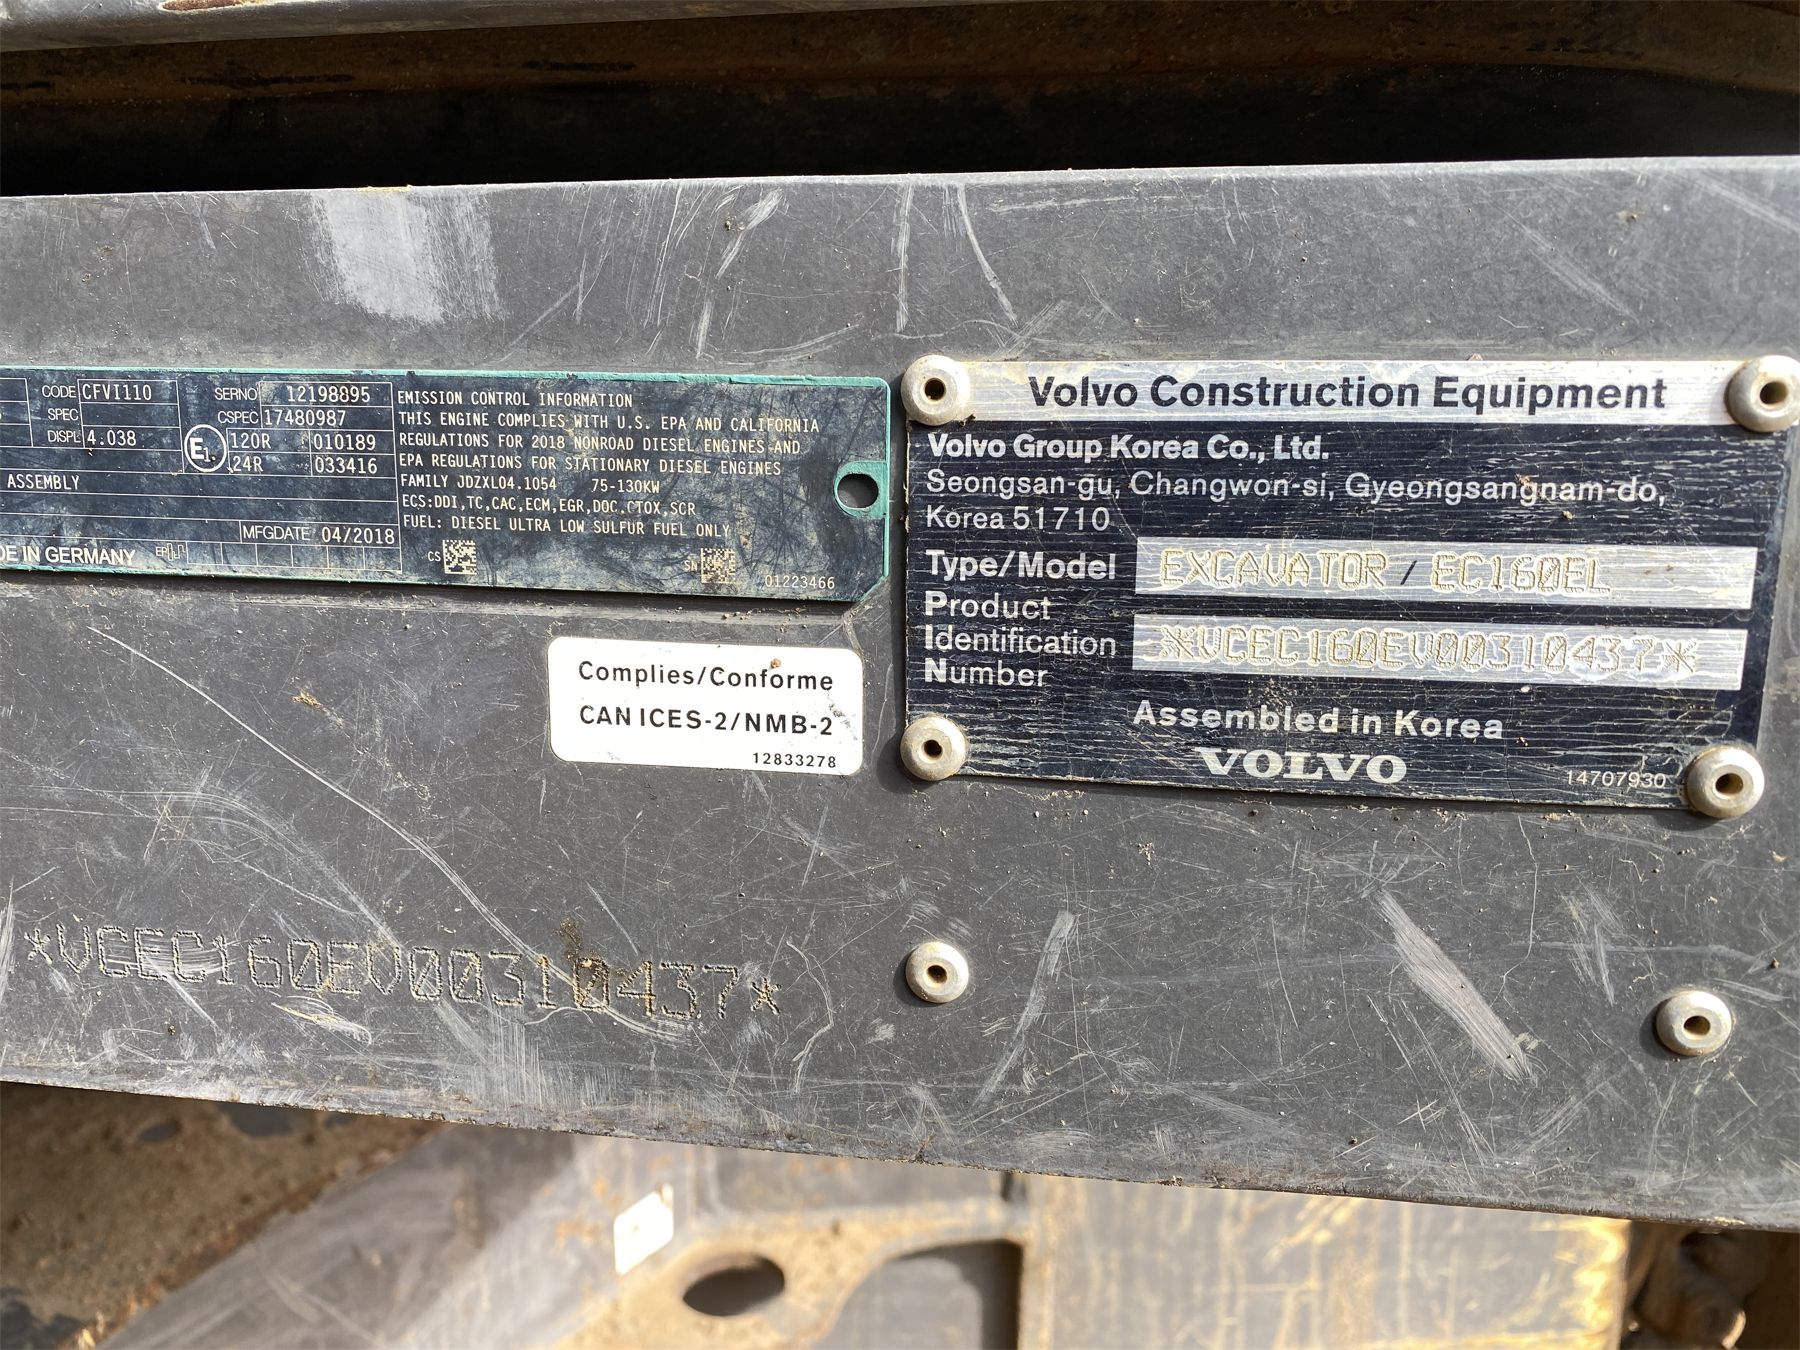 CODE CFVI110
SPEC
DISPL 4.038
SERNO 12198895
CSPEC 17480987
E1 120R 010189
24R 033416
ASSEMBLY
MFGDATE 04/2018
IN GERMANY
EMISSION CONTROL INFORMATION
THIS ENGINE COMPLIES WITH U.S. EPA AND CALIFORNIA
REGULATIONS FOR 2018 NONROAD DIESEL ENGINES AND
EPA REGULATIONS FOR STATIONARY DIESEL ENGINES
FAMILY JDZXL04.1054 75-130KW
ECS:DDI,TC,CAC,ECM,EGR,DOC,CTOX,SCR
FUEL: DIESEL ULTRA LOW SULFUR FUEL ONLY
CS
SN
01223466
Complies/Conforme
CAN ICES-2/NMB-2
12833278
Volvo Construction Equipment
Volvo Group Korea Co., Ltd.
Seongsan-gu, Changwon-si, Gyeongsangnam-do,
Korea 51710
Type/Model EXCAVATOR / EC160EL
Product
Identification *VCEC160EV00310437*
Number
Assembled in Korea
VOLVO
14707930
*VCEC160EV00310437*